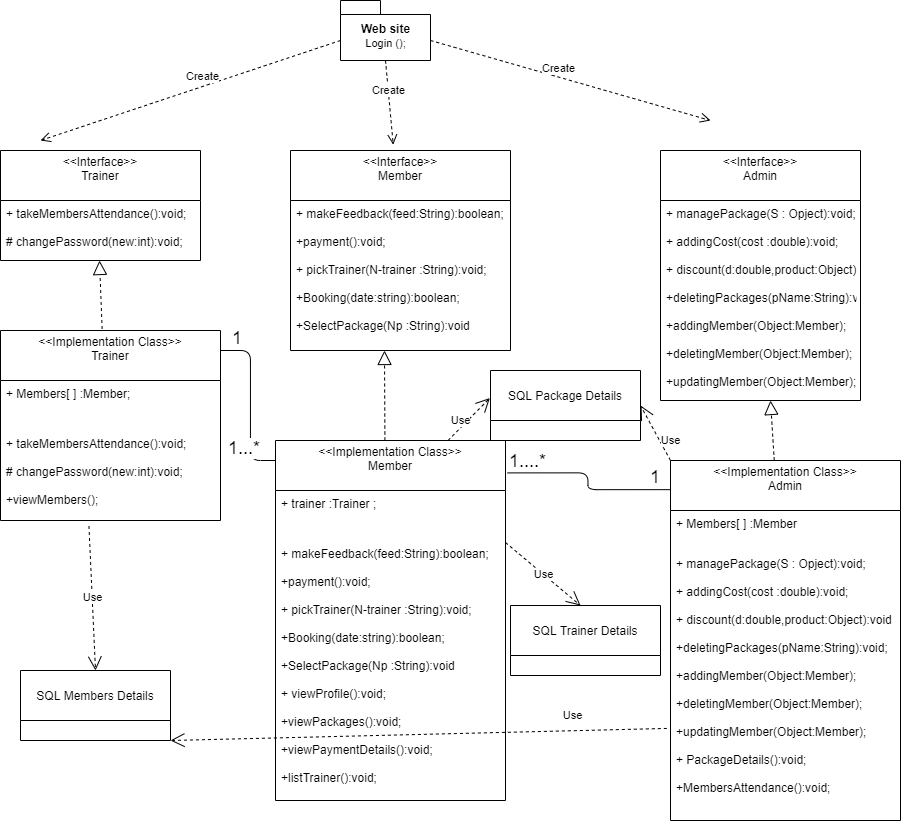 Web site
Login ();
Create
Create
Create
<<Interface>>
Trainer
+ takeMembersAttendance():void;
# changePassword(new:int):void;
<<Interface>>
Member
+ makeFeedback(feed:String):boolean;
+payment():void;
+ pickTrainer(N-trainer :String):void;
+Booking(date:string):boolean;
+SelectPackage(Np :String):void
<<Interface>>
Admin
+ managePackage(S : Opject):void;
+ addingCost(cost :double):void;
+ discount(d:double,product:Object)
+deletingPackages(pName:String):v
+addingMember(Object:Member);
+deletingMember(Object:Member);
+updatingMember(Object:Member);
<<Implementation Class>>
Trainer
+ Members[ ] :Member;
+ takeMembersAttendance():void;
# changePassword(new:int):void;
+viewMembers();
1
1...*
SQL Package Details
Use
Use
<<Implementation Class>>
Member
+ trainer :Trainer ;
+ makeFeedback(feed:String):boolean;
+payment():void;
+ pickTrainer(N-trainer :String):void;
+Booking(date:string):boolean;
+SelectPackage(Np :String):void
+ viewProfile():void;
+viewPackages():void;
+viewPaymentDetails():void;
+listTrainer():void;
1....*
1
<<Implementation Class>>
Admin
+ Members[ ] :Member
+ managePackage(S : Opject):void;
+ addingCost(cost :double):void;
+ discount(d:double,product:Object):void
+deletingPackages(pName:String):void;
+addingMember(Object:Member);
+deletingMember(Object:Member);
+updatingMember(Object:Member);
+ PackageDetails():void;
+MembersAttendance():void;
Use
SQL Trainer Details
Use
SQL Members Details
Use